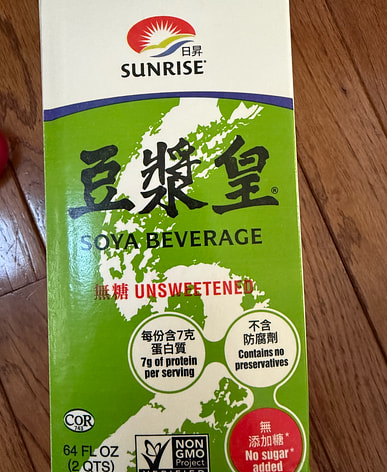 日昇
SUNRISE
豆漿皇®
SOYA BEVERAGE
無糖 UNSWEETENED
每份含7克
蛋白質
7g of protein
per serving
不含
防腐劑
Contains no
preservatives
COR
無
添加糖*
No sugar*
added
64 FL OZ
(2 QTS)
NON
GMO
Project
VERIFIED